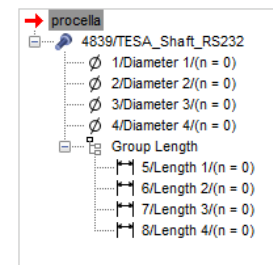 procella
4839/TESA_Shaft_RS232
1/Diameter 1/(n = 0)
2/Diameter 2/(n = 0)
3/Diameter 3/(n = 0)
4/Diameter 4/(n = 0)
Group Length
5/Length 1/(n = 0)
6/Length 2/(n = 0)
7/Length 3/(n = 0)
8/Length 4/(n = 0)